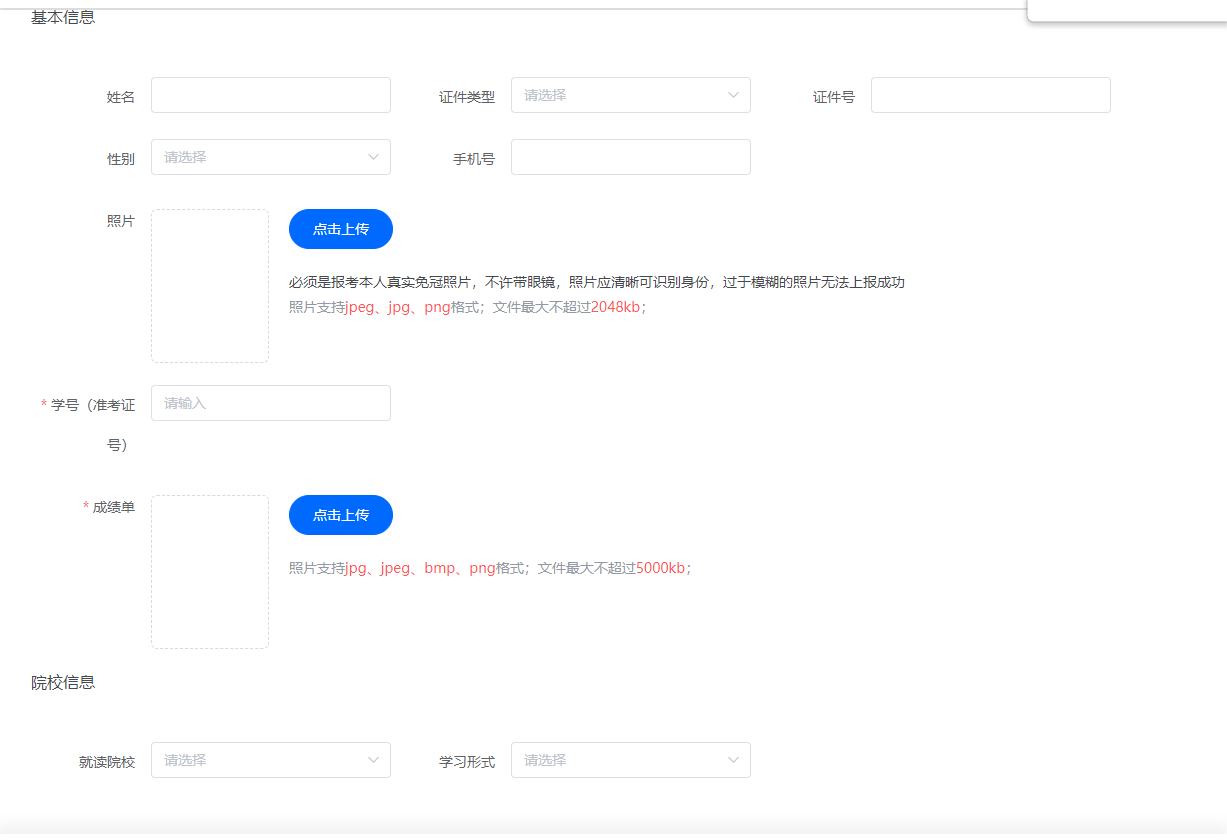 基本信息
姓名 证件类型 请选择 证件号
性别 请选择 手机号
照片 点击上传
必须是报考本人真实免冠照片，不许带眼镜，照片应清晰可识别身份，过于模糊的照片无法上报成功
照片支持jpeg、jpg、png格式；文件最大不超过2048kb；
* 学号（准考证 请输入
号）
* 成绩单 点击上传
照片支持jpg、jpeg、bmp、png格式；文件最大不超过5000kb；
院校信息
就读院校 请选择 学习形式 请选择